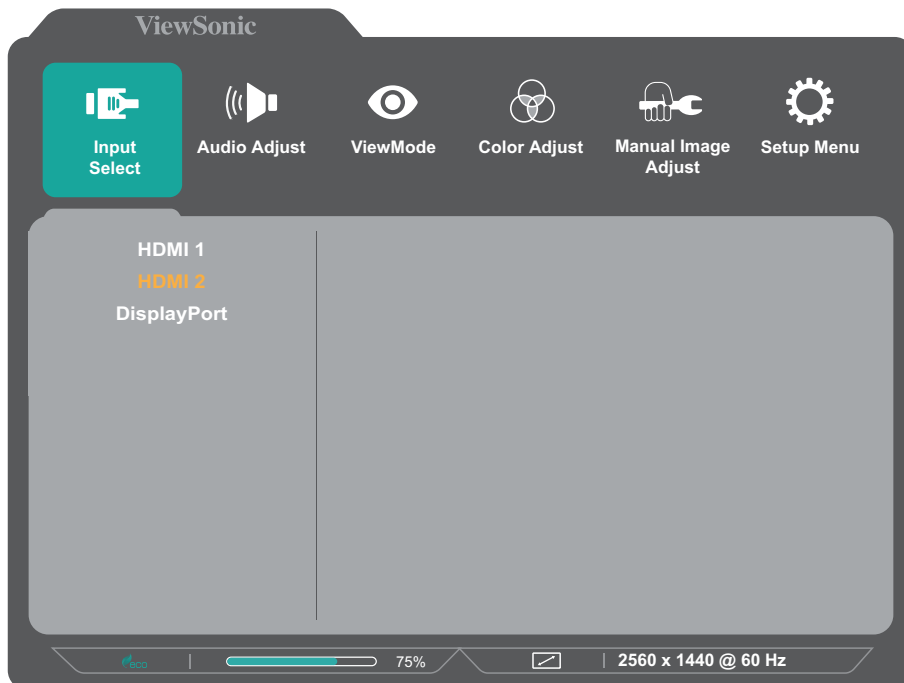 ViewSonic
Input
Select
Audio Adjust
ViewMode
Color Adjust
Manual Image
Adjust
Setup Menu
HDMI 1
HDMI 2
DisplayPort
eco
75%
2560 x 1440 @ 60 Hz